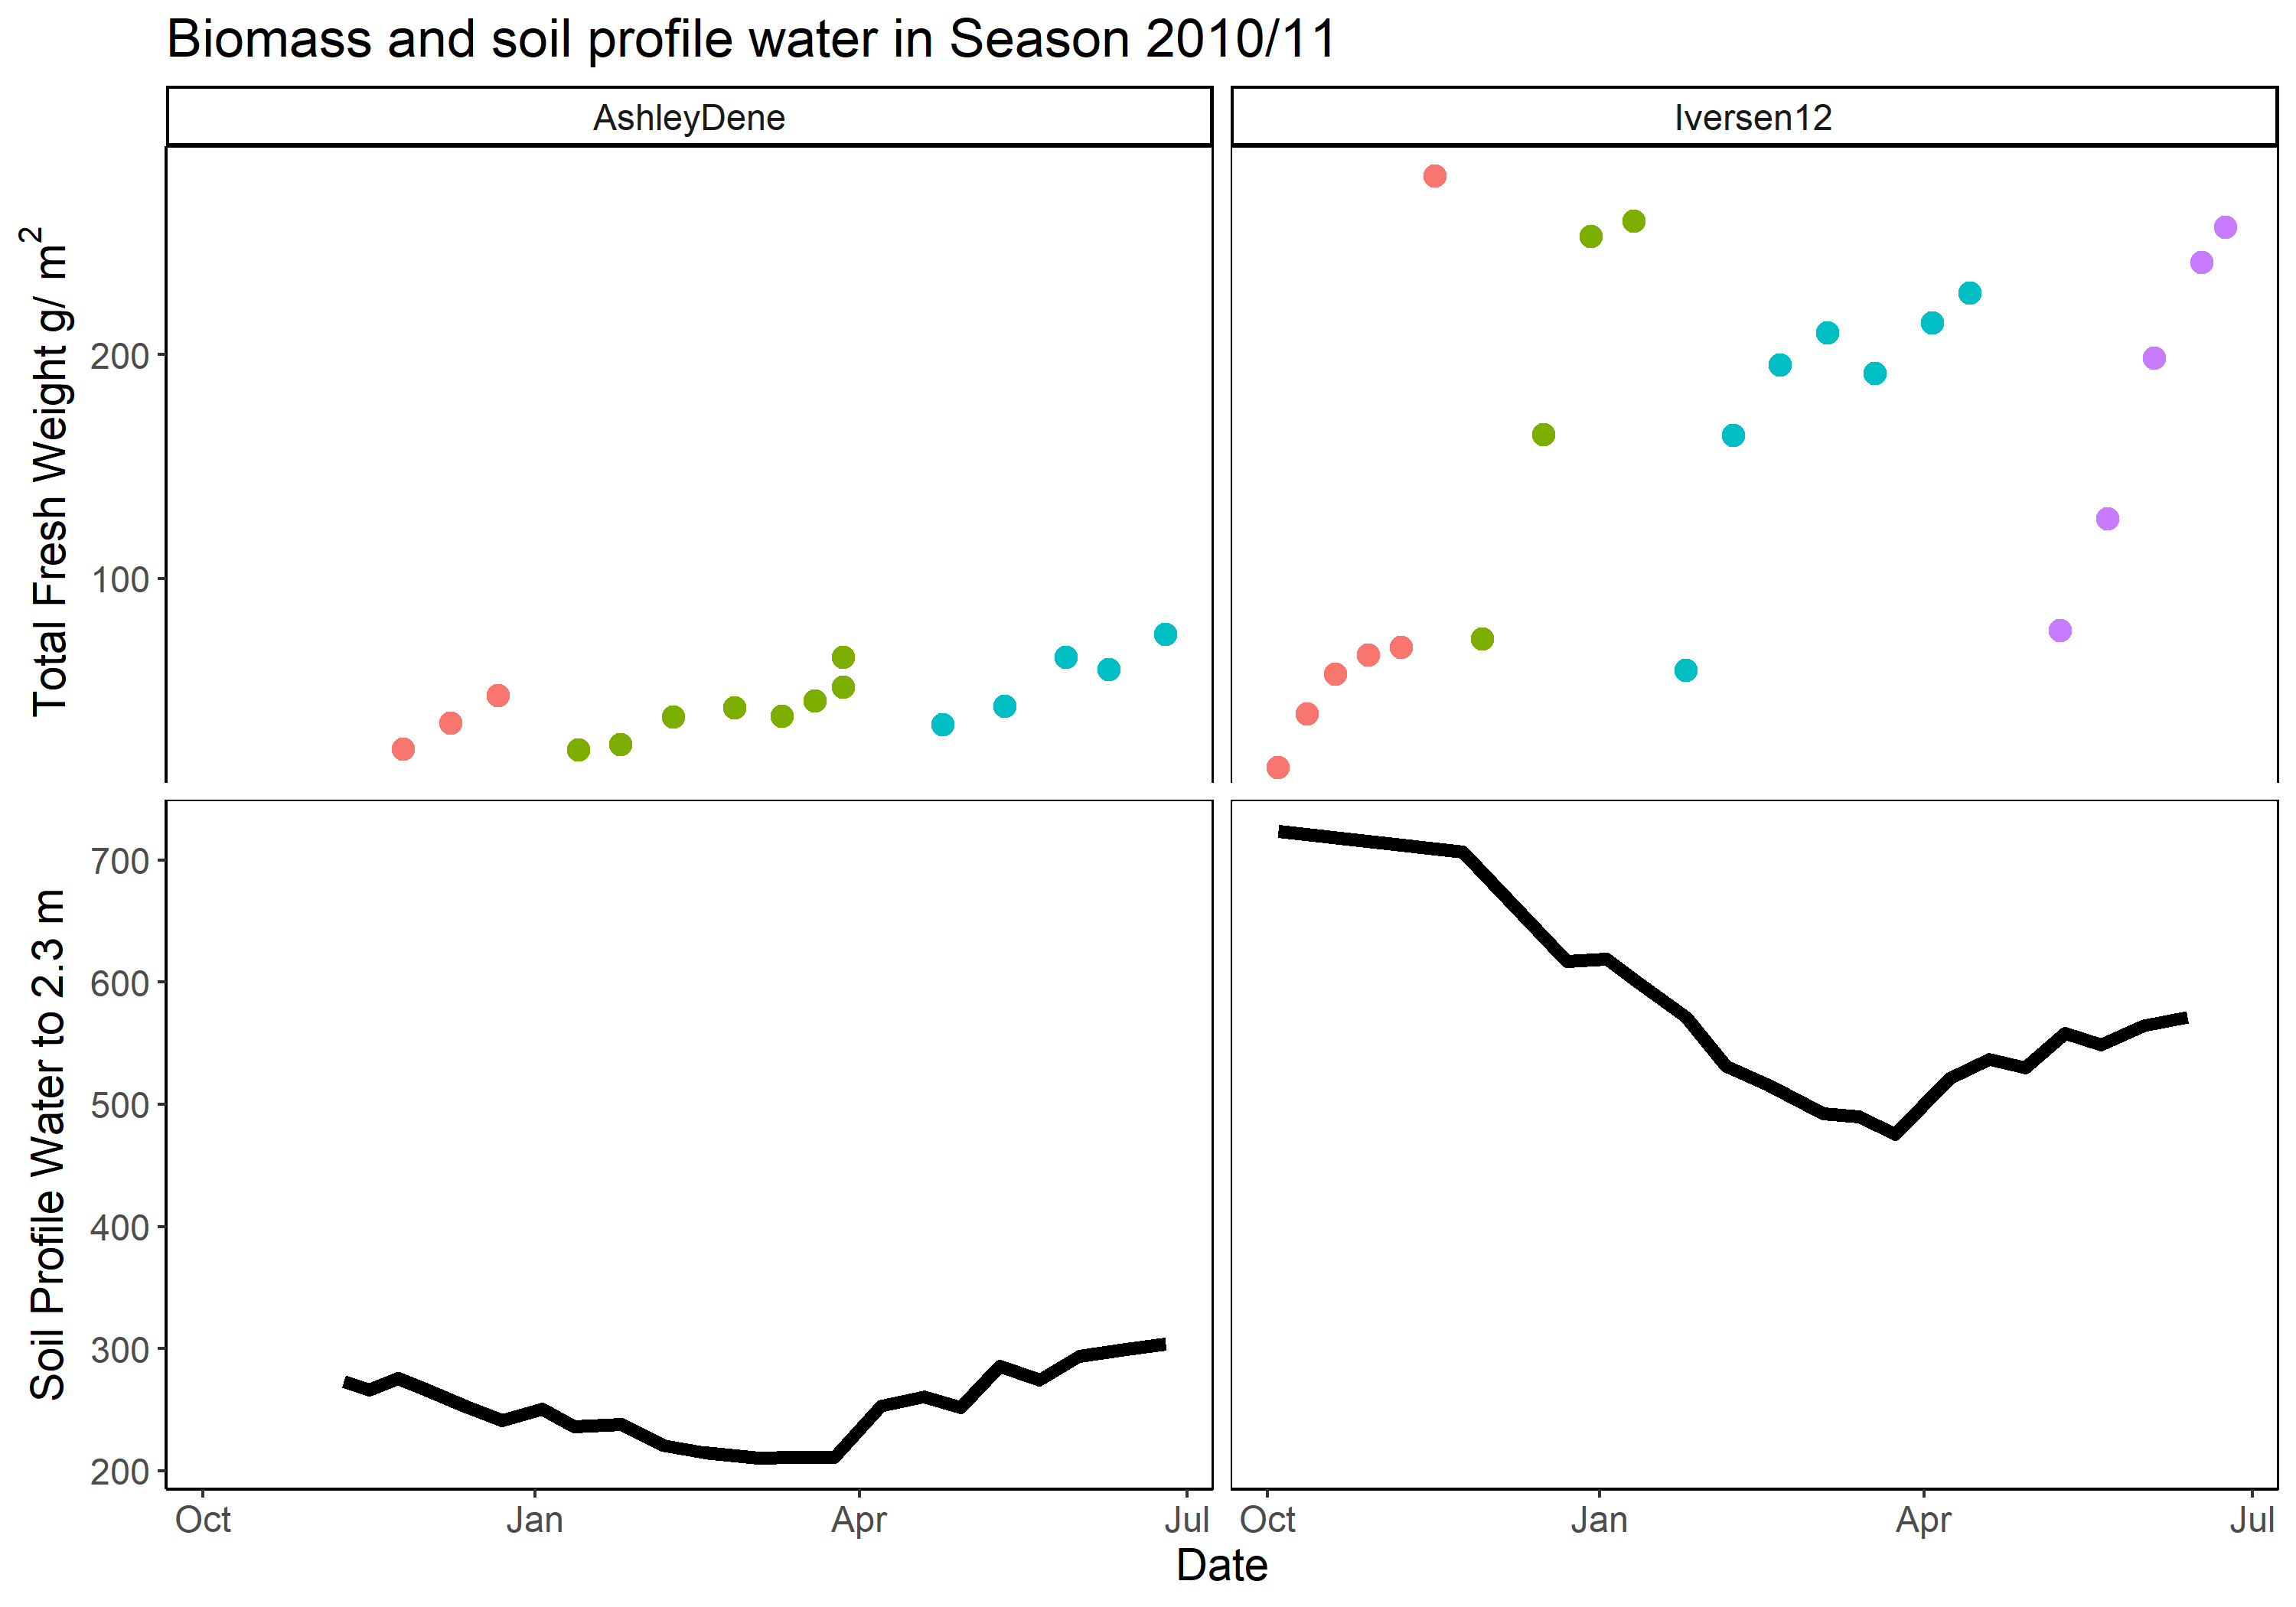 Biomass and soil profile water in Season 2010/11
AshleyDene
Iversen12
Total Fresh Weight g/ m²
200
100
Soil Profile Water to 2.3 m
700
600
500
400
300
200
Oct Jan Apr Jul
Oct Jan Apr Jul
Date